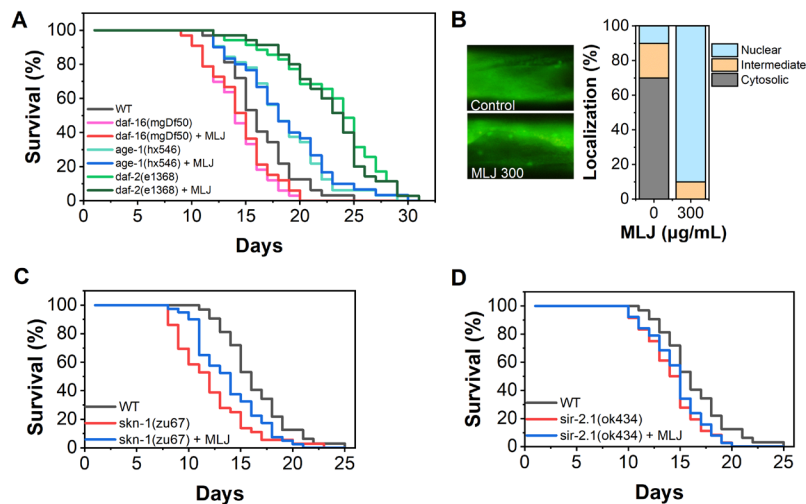 A
Survival (%)
100
80
60
40
20
0
WT
daf-16(mgDf50)
daf-16(mgDf50) + MLJ
age-1(hx546)
age-1(hx546) + MLJ
daf-2(e1368)
daf-2(e1368) + MLJ
0 5 10 15 20 25 30
Days
B
Control
MLJ 300
Localization (%)
100
80
60
40
20
0
0 300
MLJ (µg/mL)
Nuclear
Intermediate
Cytosolic
C
Survival (%)
100
80
60
40
20
0
WT
skn-1(zu67)
skn-1(zu67) + MLJ
0 5 10 15 20 25
Days
D
Survival (%)
100
80
60
40
20
0
WT
sir-2.1(ok434)
sir-2.1(ok434) + MLJ
0 5 10 15 20 25
Days